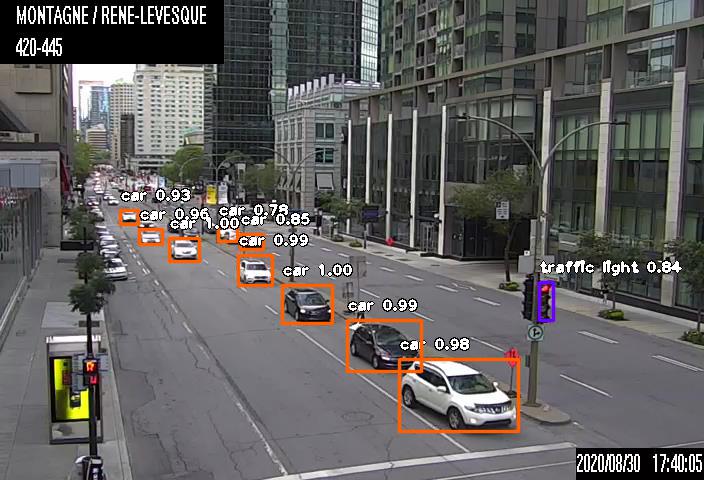 MONTAGNE / RENE-LEVESQUE
420-445
car 0.93
car 0.96
car 0.78
car 1.00
car 0.85
car 0.99
car 1.00
traffic light 0.84
car 0.99
car 0.98
P
2020/08/30 17:40:05